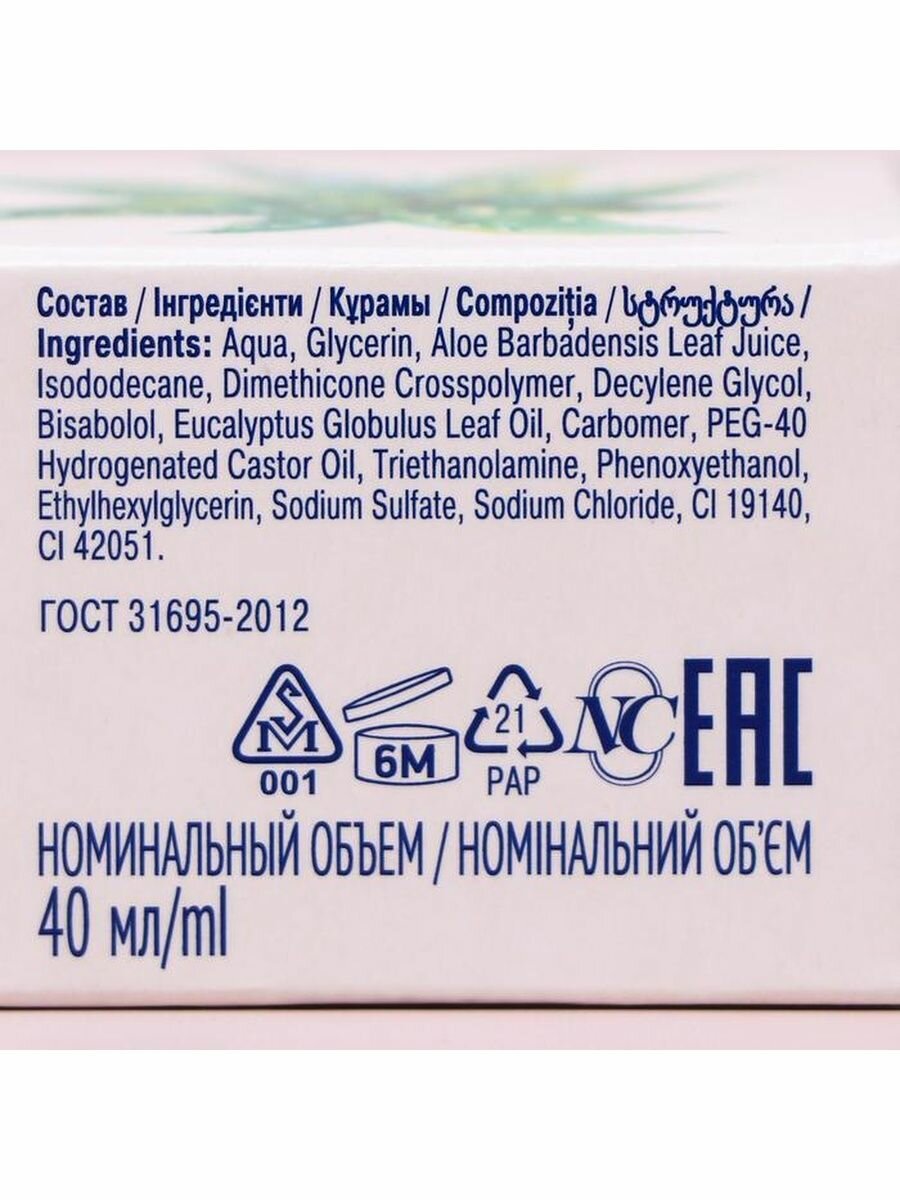 Состав / Інгредієнти / Құрамы / Compoziția / სტრუქტურა /
Ingredients: Aqua, Glycerin, Aloe Barbadensis Leaf Juice,
Isododecane, Dimethicone Crosspolymer, Decylene Glycol,
Bisabolol, Eucalyptus Globulus Leaf Oil, Carbomer, PEG-40
Hydrogenated Castor Oil, Triethanolamine, Phenoxyethanol,
Ethylhexylglycerin, Sodium Sulfate, Sodium Chloride, CI 19140,
CI 42051.
ГОСТ 31695-2012
SM 6M 21 NC EAC
001 PAP
НОМИНАЛЬНЫЙ ОБЪЕМ / НОМІНАЛЬНИЙ ОБ’ЄМ
40 мл/ml